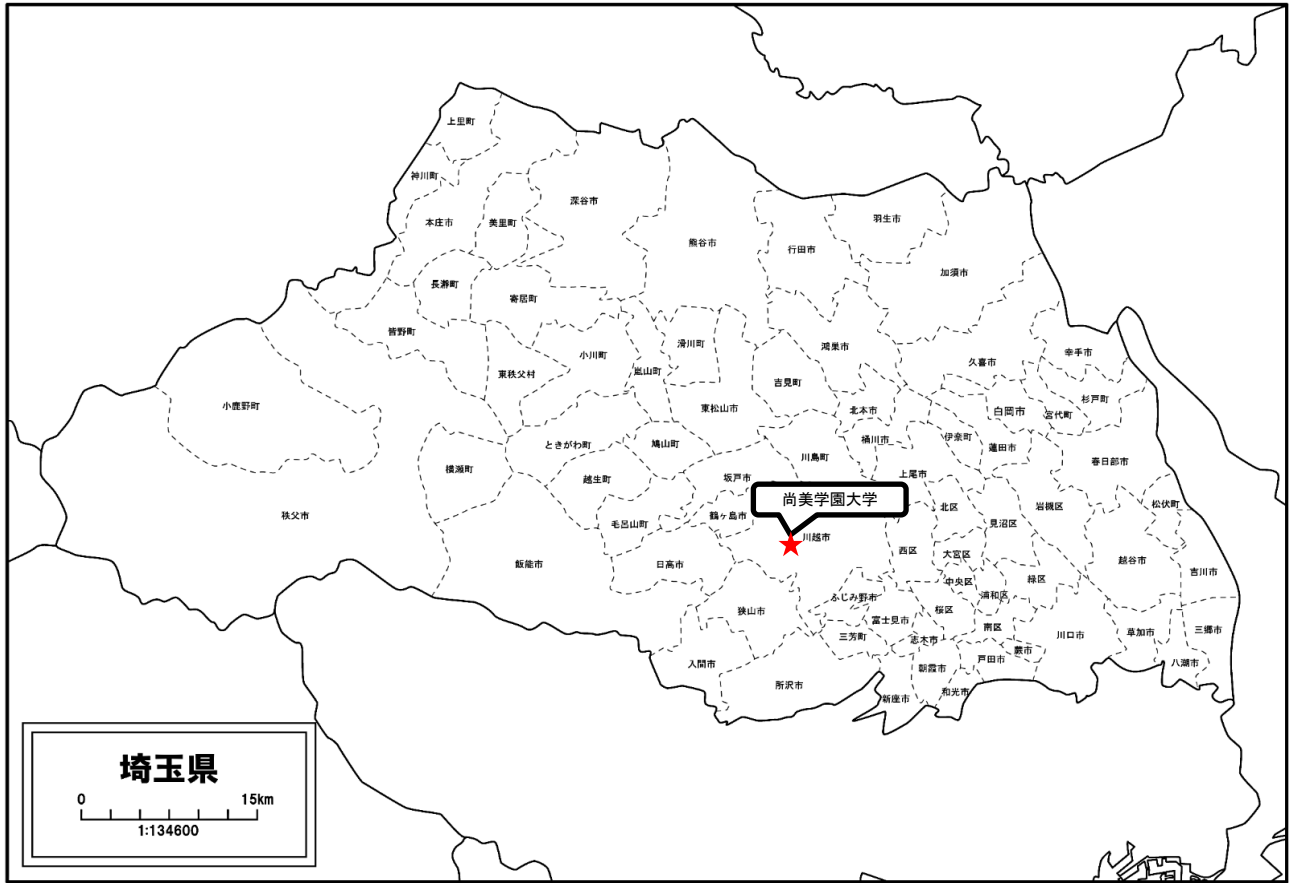 上里町
神川町
本庄市
美里町
深谷市
熊谷市
行田市
羽生市
加須市
長瀞町
寄居町
皆野町
東秩父村
小川町
嵐山町
滑川町
鴻巣市
吉見町
久喜市
幸手市
杉戸町
宮代町
白岡市
小鹿野町
東松山市
北本市
桶川市
伊奈町
蓮田市
春日部市
ときがわ町
鳩山町
川島町
上尾市
横瀬町
越生町
坂戸市
尚美学園大学
北区
岩槻区
松伏町
秩父市
毛呂山町
鶴ヶ島市
川越市
見沼区
西区
大宮区
越谷市
吉川市
飯能市
日高市
中央区
緑区
狭山市
ふじみ野市
浦和区
桜区
富士見市
三芳町
志木市
南区
川口市
草加市
三郷市
入間市
所沢市
朝霞市
戸田市
蕨市
八潮市
新座市
和光市
埼玉県
0 15km
1:134600